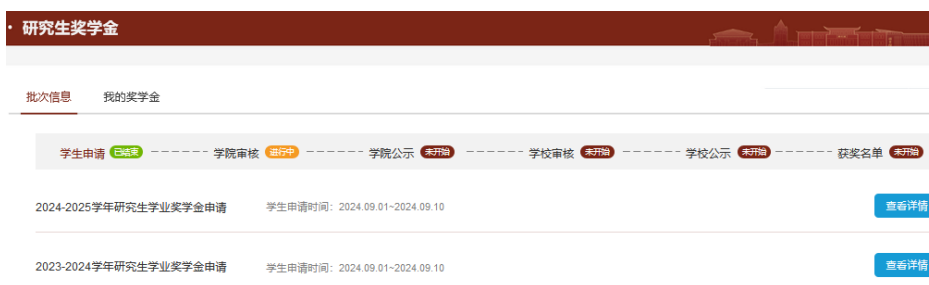 · 研究生奖学金
批次信息 我的奖学金
学生申请 已结束 ------ 学院审核 进行中 ------ 学院公示 未开始 ------ 学校审核 未开始 ------ 学校公示 未开始 ------ 获奖名单 未开始
2024-2025学年研究生学业奖学金申请 学生申请时间：2024.09.01~2024.09.10 查看详情
2023-2024学年研究生学业奖学金申请 学生申请时间：2024.09.01~2024.09.10 查看详情